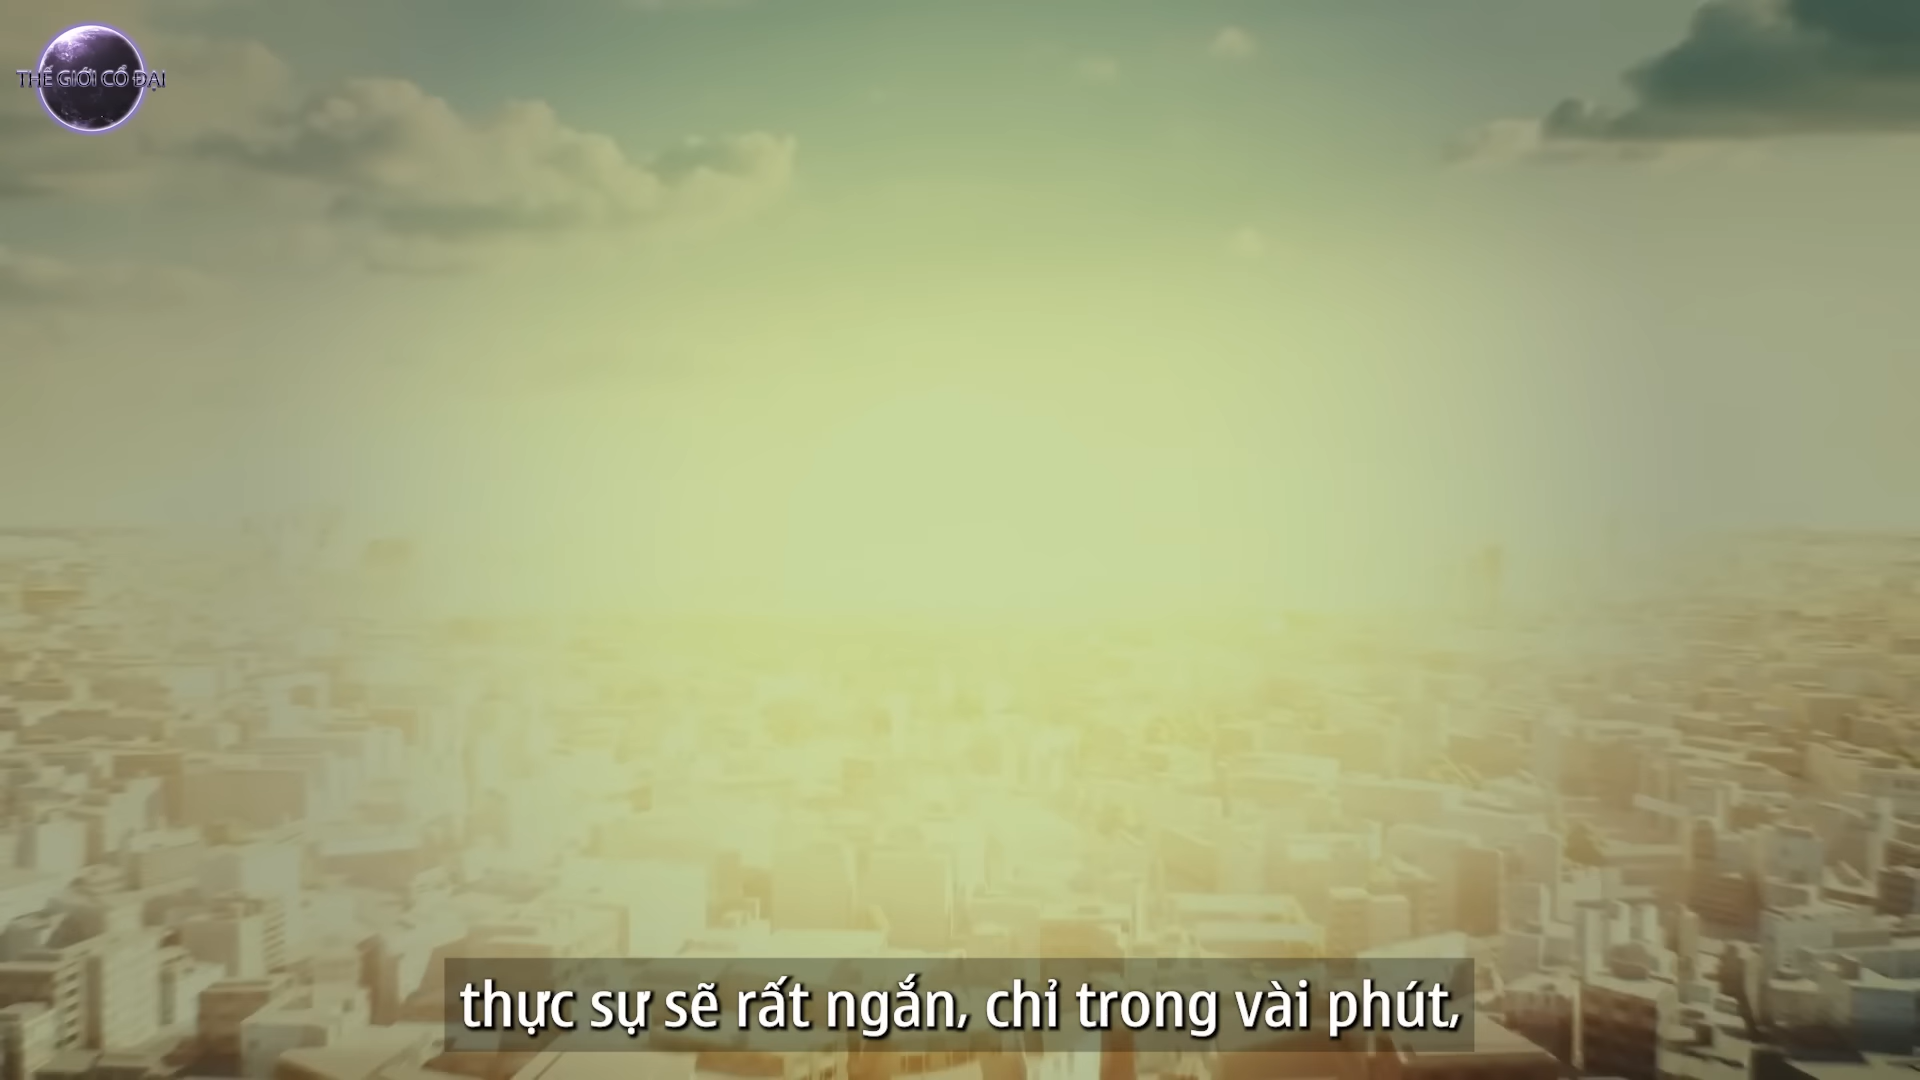 THẾ GIỚI CỔ ĐẠI
thực sự sẽ rất ngắn, chỉ trong vài phút,